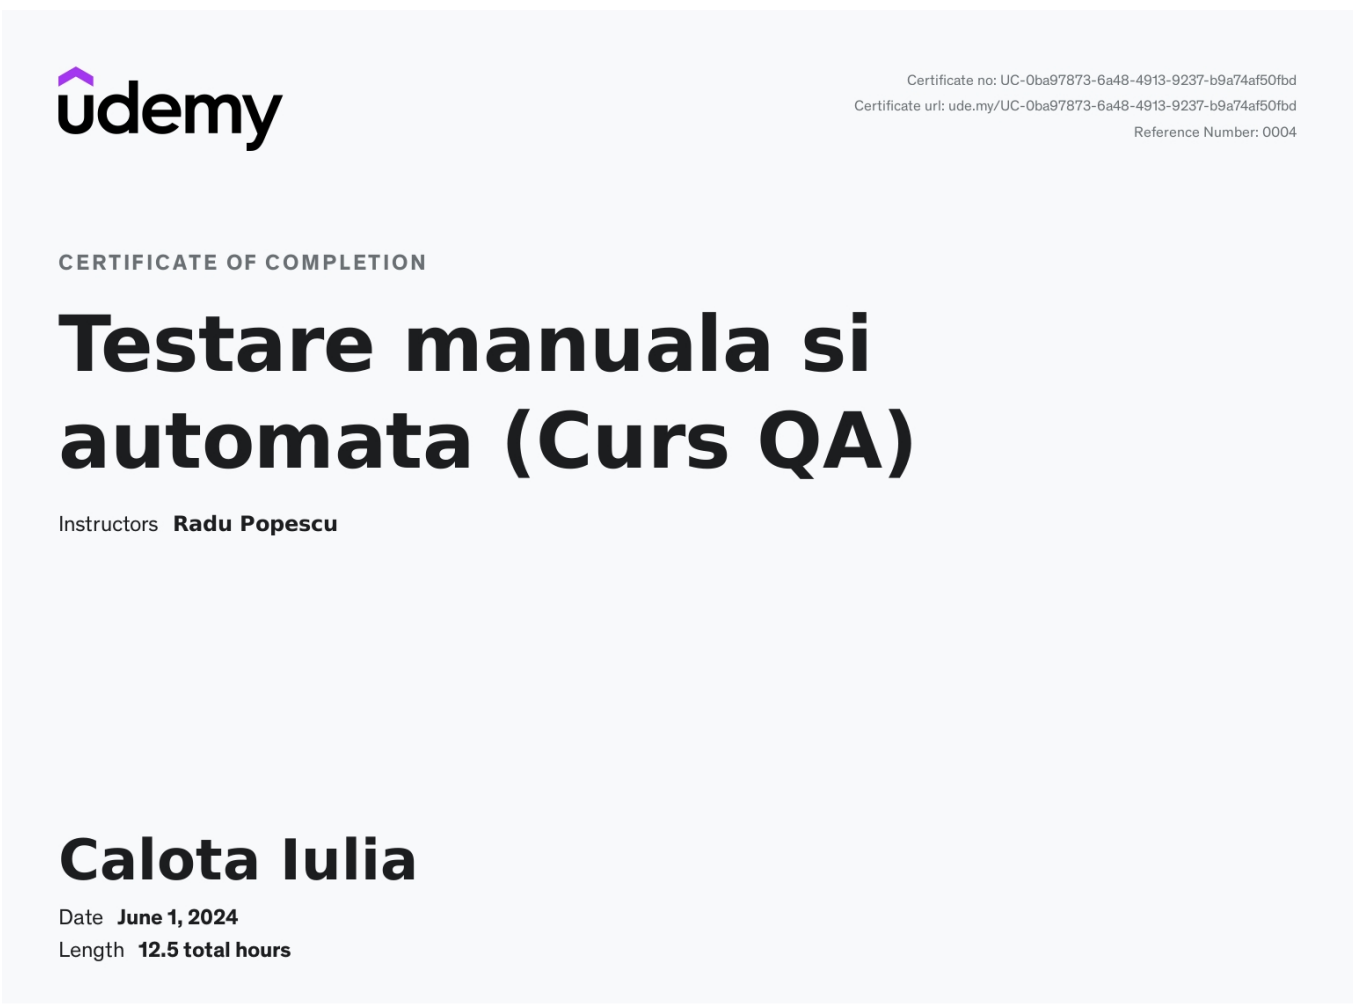 udemy
Certificate no: UC-0ba97873-6a48-4913-9237-b9a74af50fbd
Certificate url: ude.my/UC-0ba97873-6a48-4913-9237-b9a74af50fbd
Reference Number: 0004
CERTIFICATE OF COMPLETION
Testare manuala si
automata (Curs QA)
Instructors Radu Popescu
Calota Iulia
Date June 1, 2024
Length 12.5 total hours